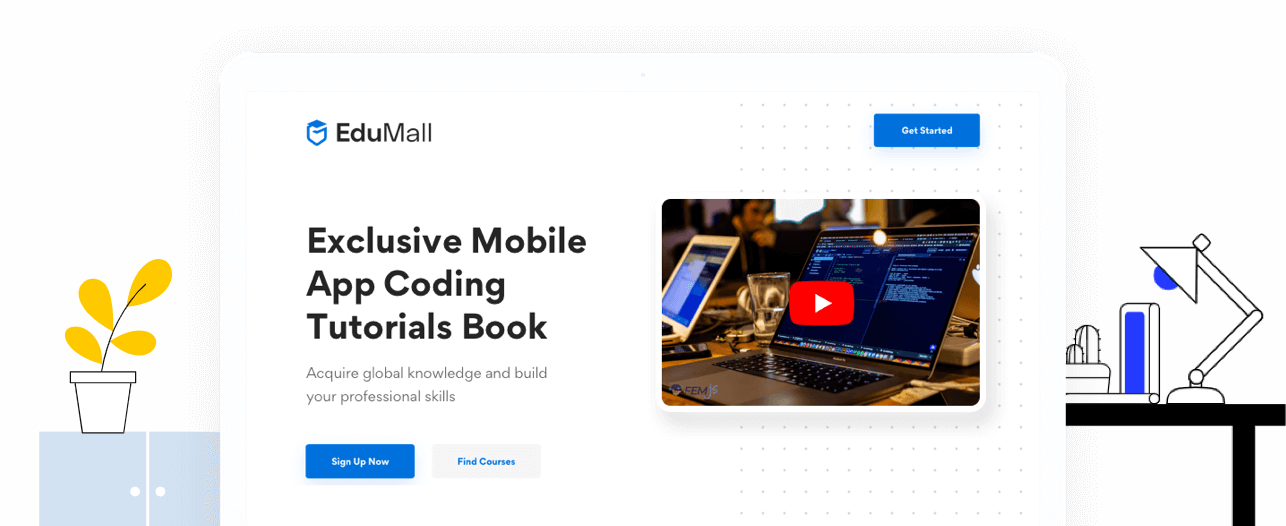 EduMall
Get Started
Exclusive Mobile
App Coding
Tutorials Book
Acquire global knowledge and build
your professional skills
Sign Up Now
Find Courses